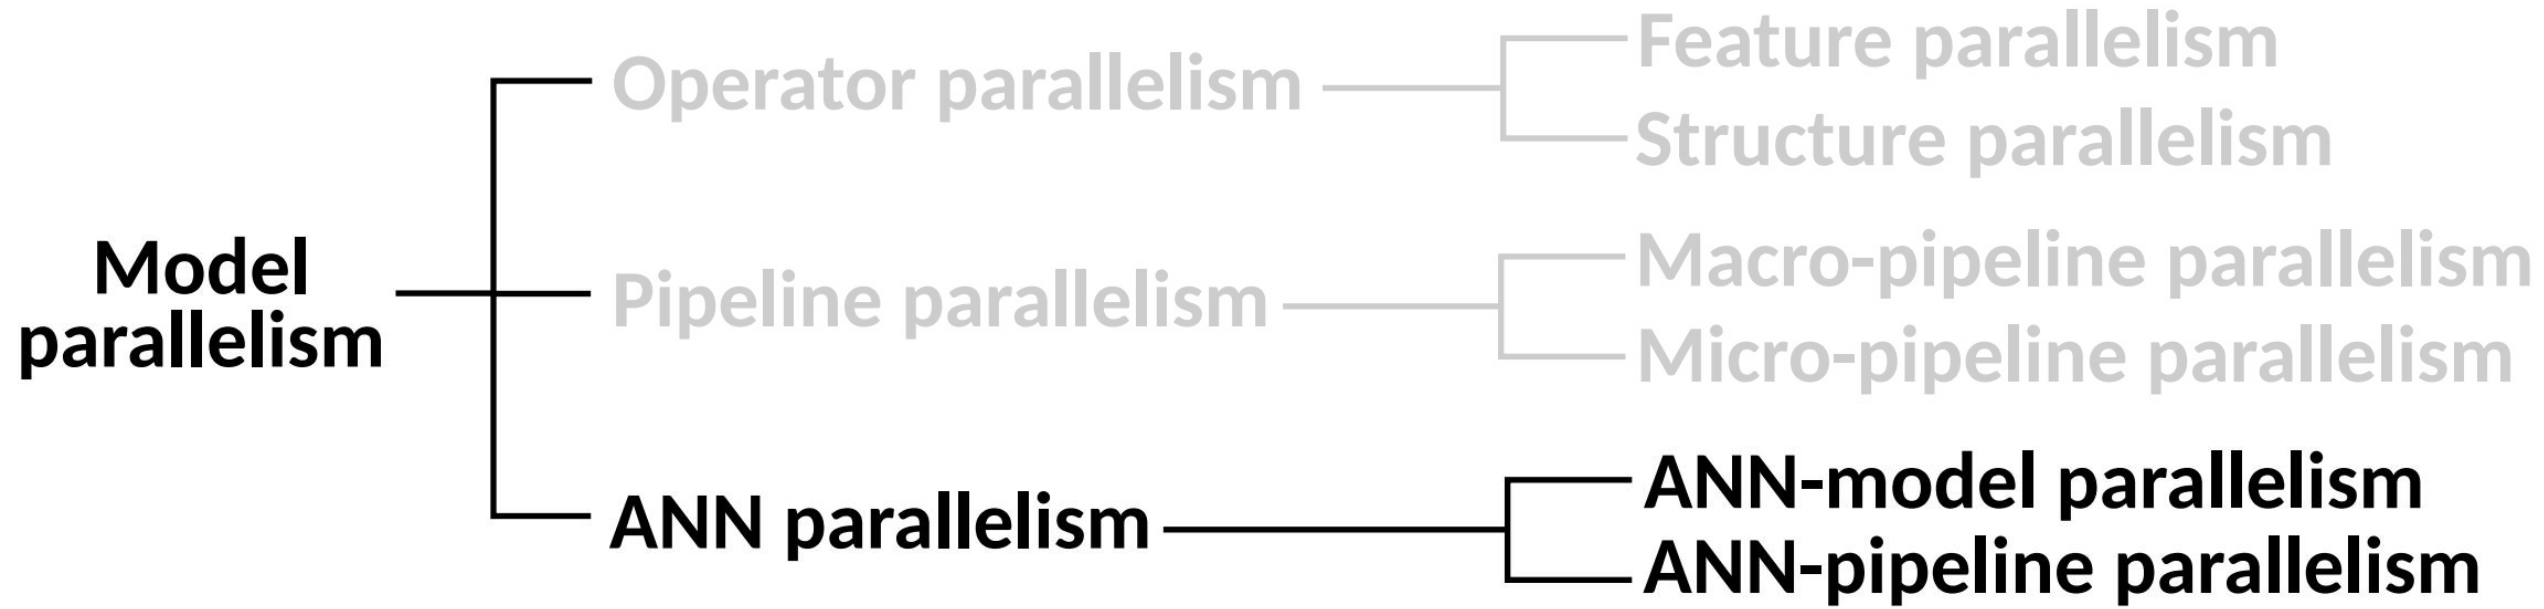 Model
parallelism
Operator parallelism
Feature parallelism
Structure parallelism
Pipeline parallelism
Macro-pipeline parallelism
Micro-pipeline parallelism
ANN parallelism
ANN-model parallelism
ANN-pipeline parallelism